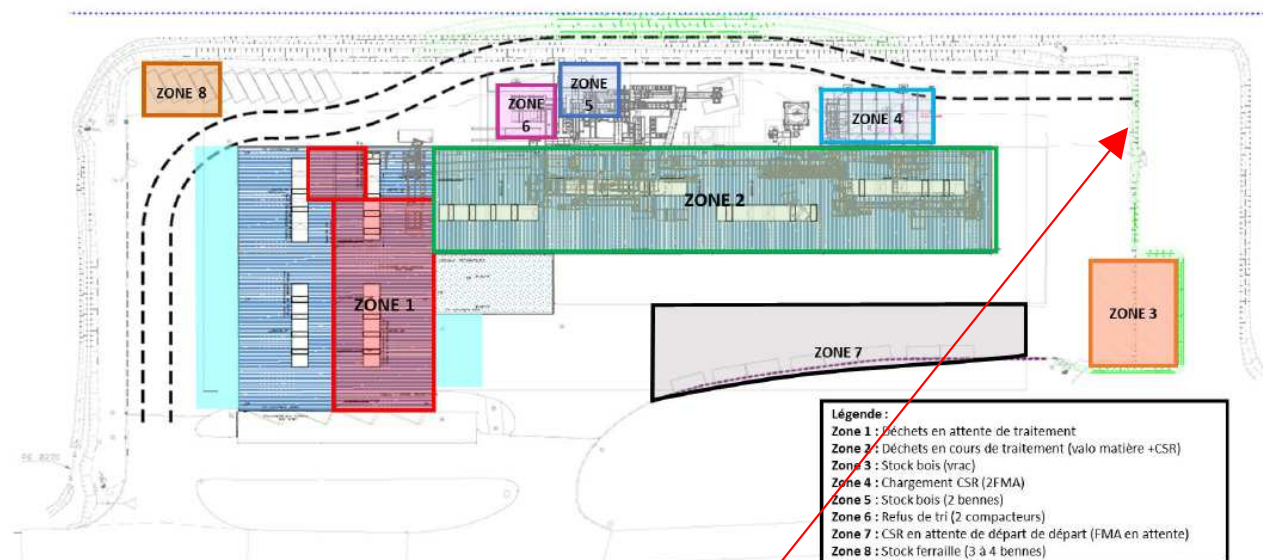 ZONE 8
ZONE
5
ZONE
6
ZONE 4
ZONE 2
ZONE 1
ZONE 3
ZONE 7
Légende :
Zone 1 : Déchets en attente de traitement
Zone 2 : Déchets en cours de traitement (valo matière +CSR)
Zone 3 : Stock bois (vrac)
Zone 4 : Chargement CSR (2FMA)
Zone 5 : Stock bois (2 bennes)
Zone 6 : Refus de tri (2 compacteurs)
Zone 7 : CSR en attente de départ de départ (FMA en attente)
Zone 8 : Stock ferraille (3 à 4 bennes)